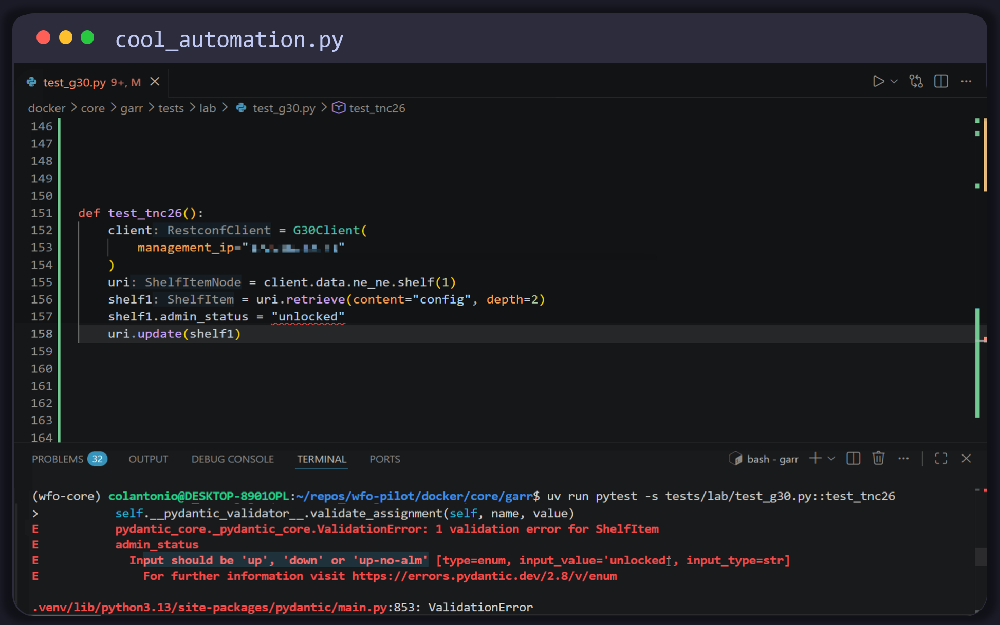 cool_automation.py
test_g30.py 9+, M
docker > core > garr > tests > lab > test_g30.py > test_tnc26
146
147
148
149
150
151 def test_tnc26():
152 client: RestconfClient = G30Client(
153 management_ip=""
154 )
155 uri: ShelfItemNode = client.data.ne_ne.shelf(1)
156 shelf1: ShelfItem = uri.retrieve(content="config", depth=2)
157 shelf1.admin_status = "unlocked"
158 uri.update(shelf1)
159
160
161
162
163
164
PROBLEMS 32 OUTPUT DEBUG CONSOLE TERMINAL PORTS bash - garr
(wfo-core) colantonio@DESKTOP-8901OPL:~/repos/wfo-pilot/docker/core/garr$ uv run pytest -s tests/lab/test_g30.py::test_tnc26
> self.__pydantic_validator__.validate_assignment(self, name, value)
E pydantic_core._pydantic_core.ValidationError: 1 validation error for ShelfItem
E admin_status
E Input should be 'up', 'down' or 'up-no-alm' [type=enum, input_value='unlocked', input_type=str]
E For further information visit https://errors.pydantic.dev/2.8/v/enum
.venv/lib/python3.13/site-packages/pydantic/main.py:853: ValidationError